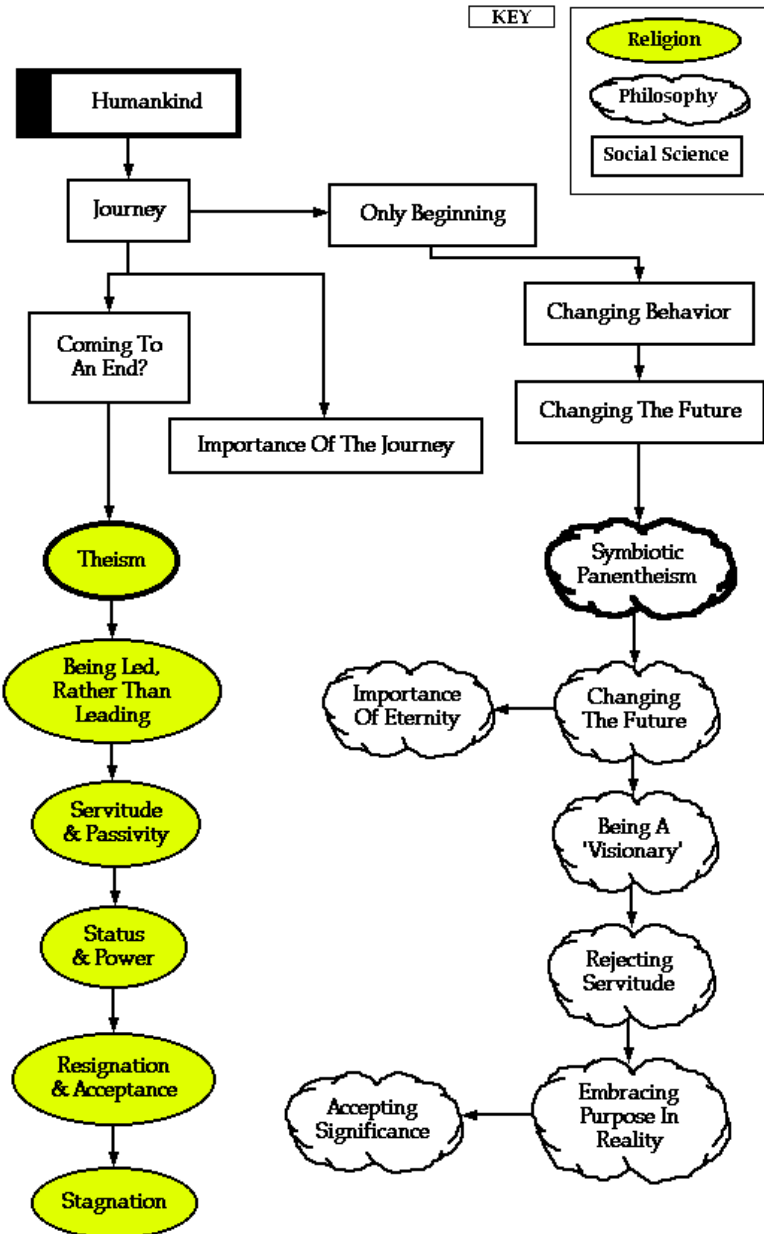 KEY
Religion
Philosophy
Social Science
Humankind
Journey
Only Beginning
Changing Behavior
Coming To
An End?
Changing The Future
Importance Of The Journey
Theism
Symbiotic
Panentheism
Being Led,
Rather Than
Leading
Importance
Of Eternity
Changing
The Future
Servitude
& Passivity
Being A
'Visionary'
Status
& Power
Rejecting
Servitude
Resignation
& Acceptance
Embracing
Purpose In
Reality
Accepting
Significance
Stagnation